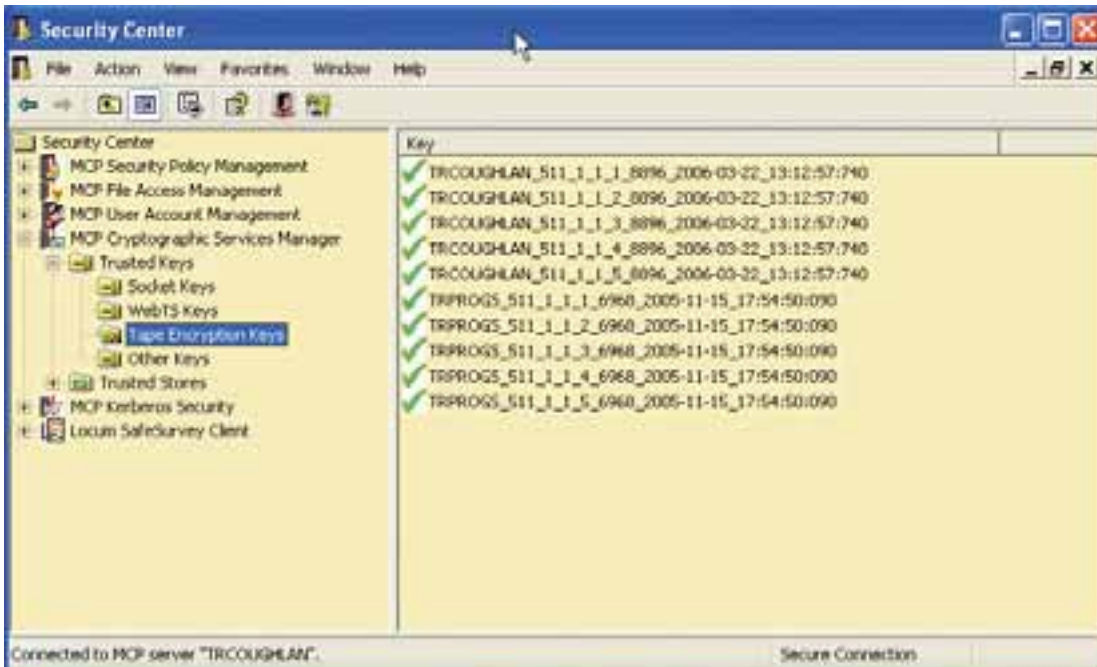 Security Center
File Action View Favorites Window Help
Security Center
MCP Security Policy Management
MCP File Access Management
MCP User Account Management
MCP Cryptographic Services Manager
Trusted Keys
Socket Keys
WebTS Keys
Tape Encryption Keys
Other Keys
Trusted Stores
MCP Kerberos Security
Locum SafeSurvey Client
Key
TRCOUGHLAN_511_1_1_1_8896_2006-03-22_13:12:57:740
TRCOUGHLAN_511_1_1_2_8896_2006-03-22_13:12:57:740
TRCOUGHLAN_511_1_1_3_8896_2006-03-22_13:12:57:740
TRCOUGHLAN_511_1_1_4_8896_2006-03-22_13:12:57:740
TRCOUGHLAN_511_1_1_5_8896_2006-03-22_13:12:57:740
TRPROGS_511_1_1_1_6968_2005-11-15_17:54:50:090
TRPROGS_511_1_1_2_6968_2005-11-15_17:54:50:090
TRPROGS_511_1_1_3_6968_2005-11-15_17:54:50:090
TRPROGS_511_1_1_4_6968_2005-11-15_17:54:50:090
TRPROGS_511_1_1_5_6968_2005-11-15_17:54:50:090
Connected to MCP server "TRCOUGHLAN".
Secure Connection